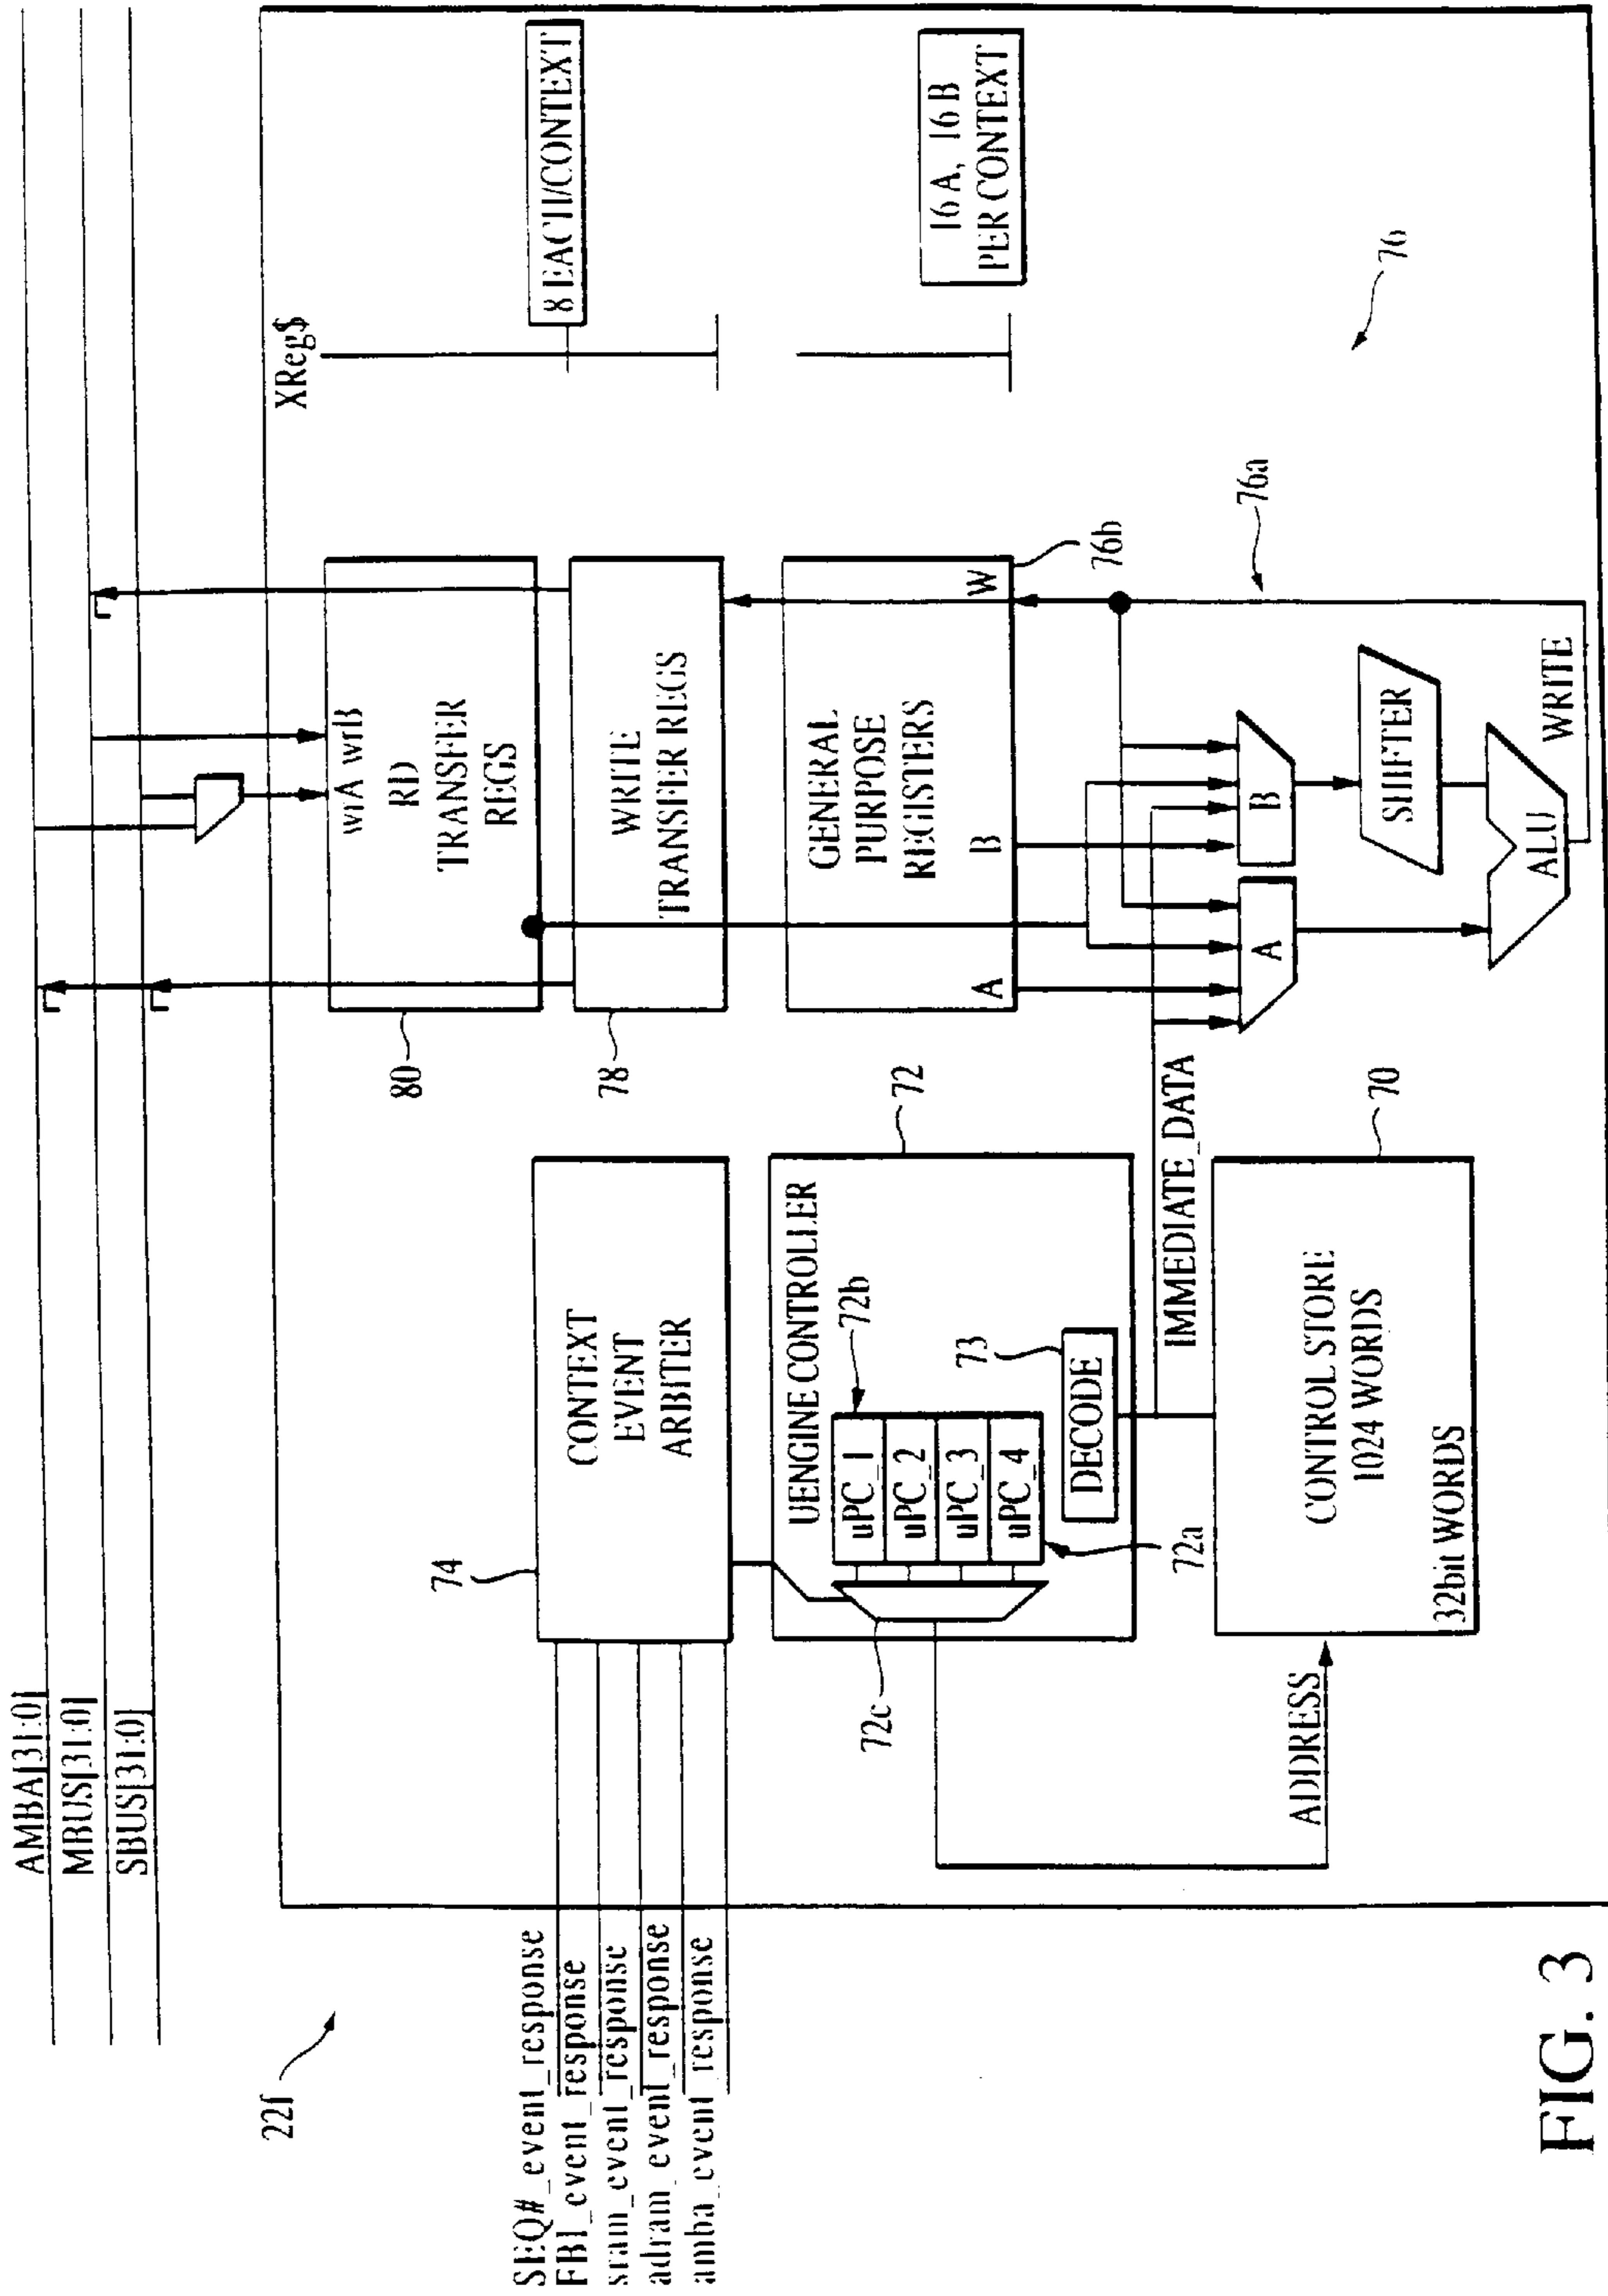 AMBA[31:0]
MBUS[31:0]
SBUS[31:0]
22f
SEQ#_event_response
FBI_event_response
sram_event_response
adram_event_response
amba_event_response
74
CONTEXT
EVENT
ARBITER
72
UENGINE CONTROLLER
72b
uPC_1
uPC_2
uPC_3
uPC_4
73
DECODE
72a
72c
ADDRESS
IMMEDIATE_DATA
70
CONTROL STORE
1024 WORDS
32bit WORDS
80
wrA wrB
RD
TRANSFER
REGS
78
WRITE
TRANSFER REGS
GENERAL
PURPOSE
REGISTERS
A
B
W
76b
A
B
76a
SHIFTER
ALU
WRITE
XReg$
8 EACH/CONTEXT
16 A, 16 B
PER CONTEXT
76
FIG. 3